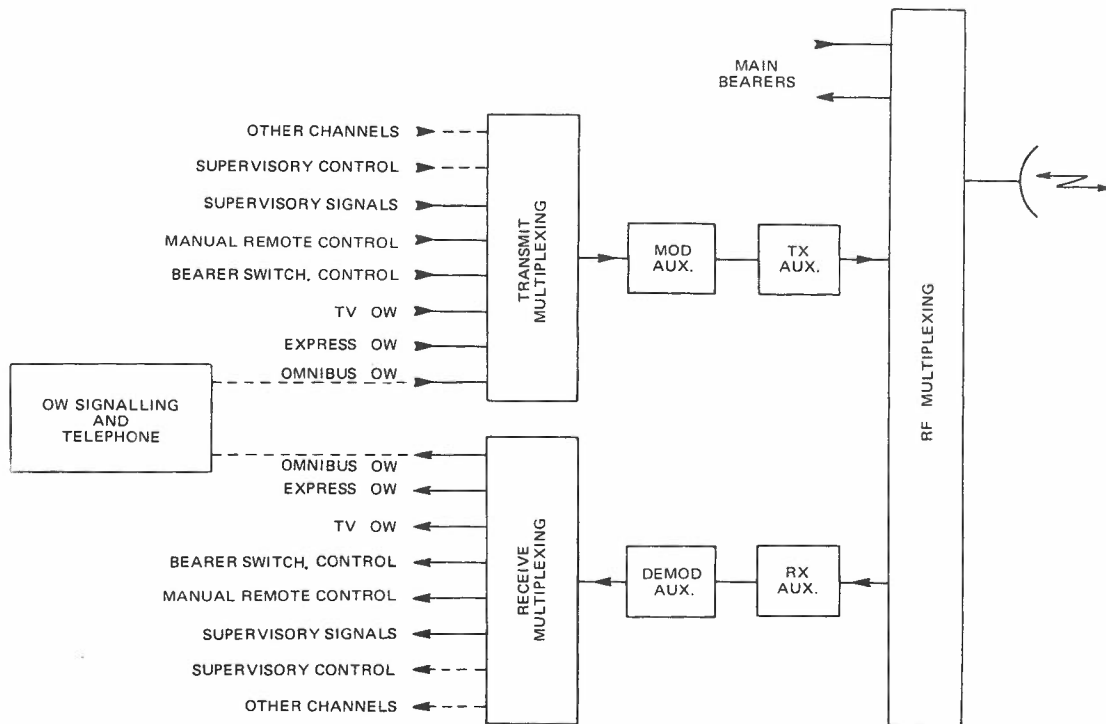 MAIN
BEARERS
OTHER CHANNELS
SUPERVISORY CONTROL
SUPERVISORY SIGNALS
MANUAL REMOTE CONTROL
BEARER SWITCH. CONTROL
TV OW
EXPRESS OW
OMNIBUS OW
TRANSMIT
MULTIPLEXING
MOD
AUX.
TX
AUX.
RF MULTIPLEXING
OW SIGNALLING
AND
TELEPHONE
OMNIBUS OW
EXPRESS OW
TV OW
BEARER SWITCH. CONTROL
MANUAL REMOTE CONTROL
SUPERVISORY SIGNALS
SUPERVISORY CONTROL
OTHER CHANNELS
RECEIVE
MULTIPLEXING
DEMOD
AUX.
RX
AUX.